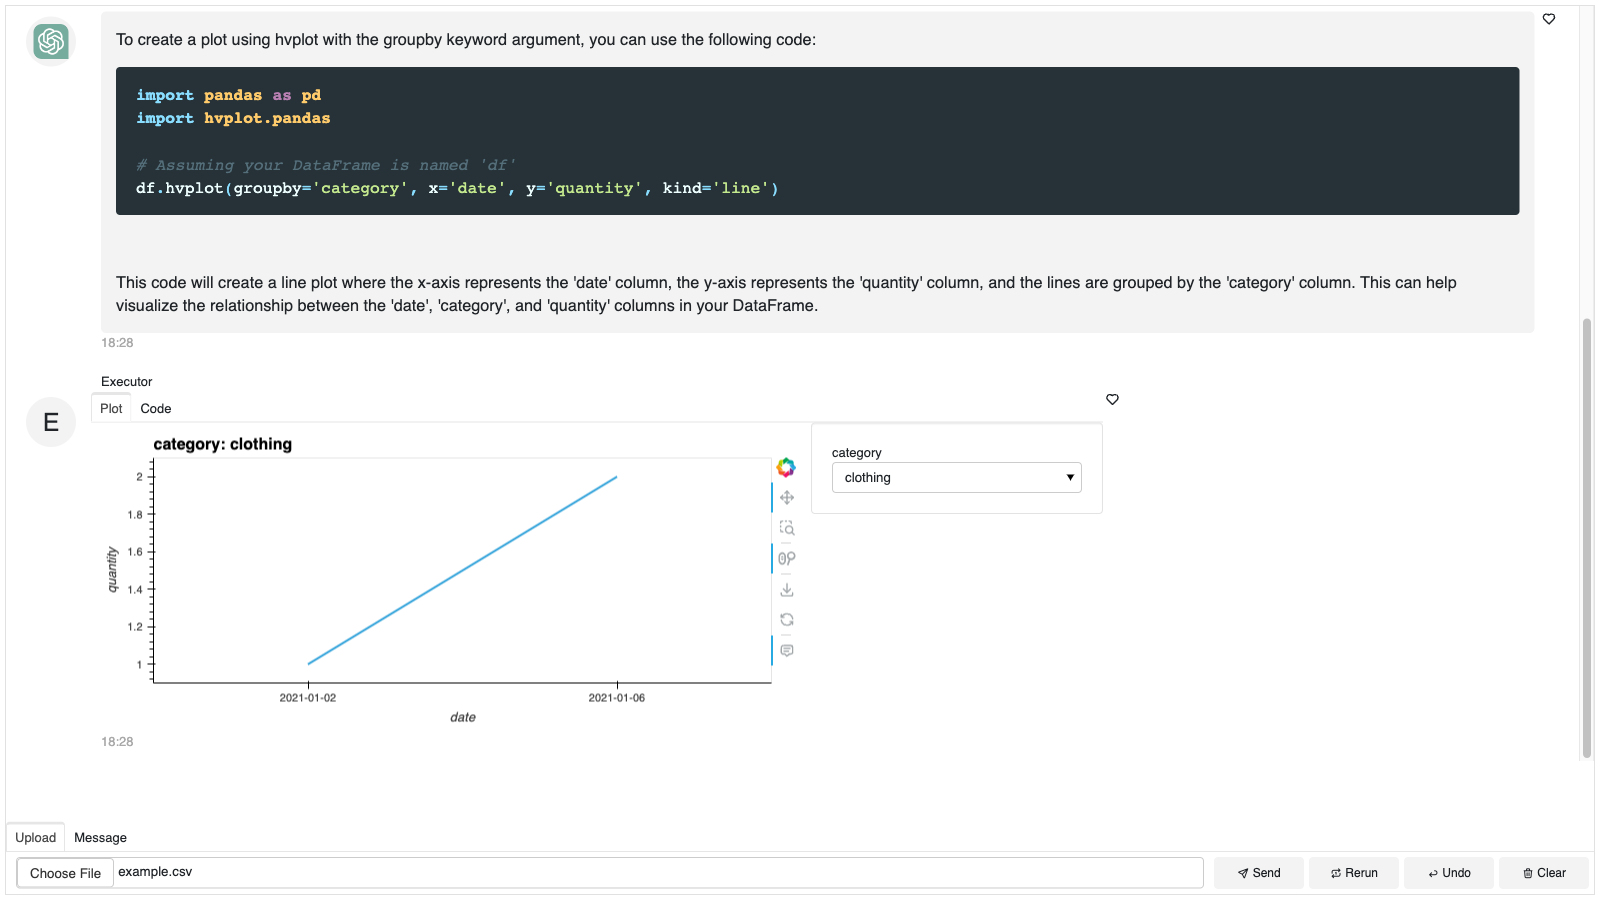 To create a plot using hvplot with the groupby keyword argument, you can use the following code:
import pandas as pd
import hvplot.pandas
# Assuming your DataFrame is named 'df'
df.hvplot(groupby='category', x='date', y='quantity', kind='line')
This code will create a line plot where the x-axis represents the 'date' column, the y-axis represents the 'quantity' column, and the lines are grouped by the 'category' column. This can help
visualize the relationship between the 'date', 'category', and 'quantity' columns in your DataFrame.
18:28
Executor
E
Plot Code
category: clothing
2
1.8
1.6
1.4
1.2
1
quantity
2021-01-02 2021-01-06
date
category
clothing
18:28
Upload Message
Choose File example.csv
Send Rerun Undo Clear